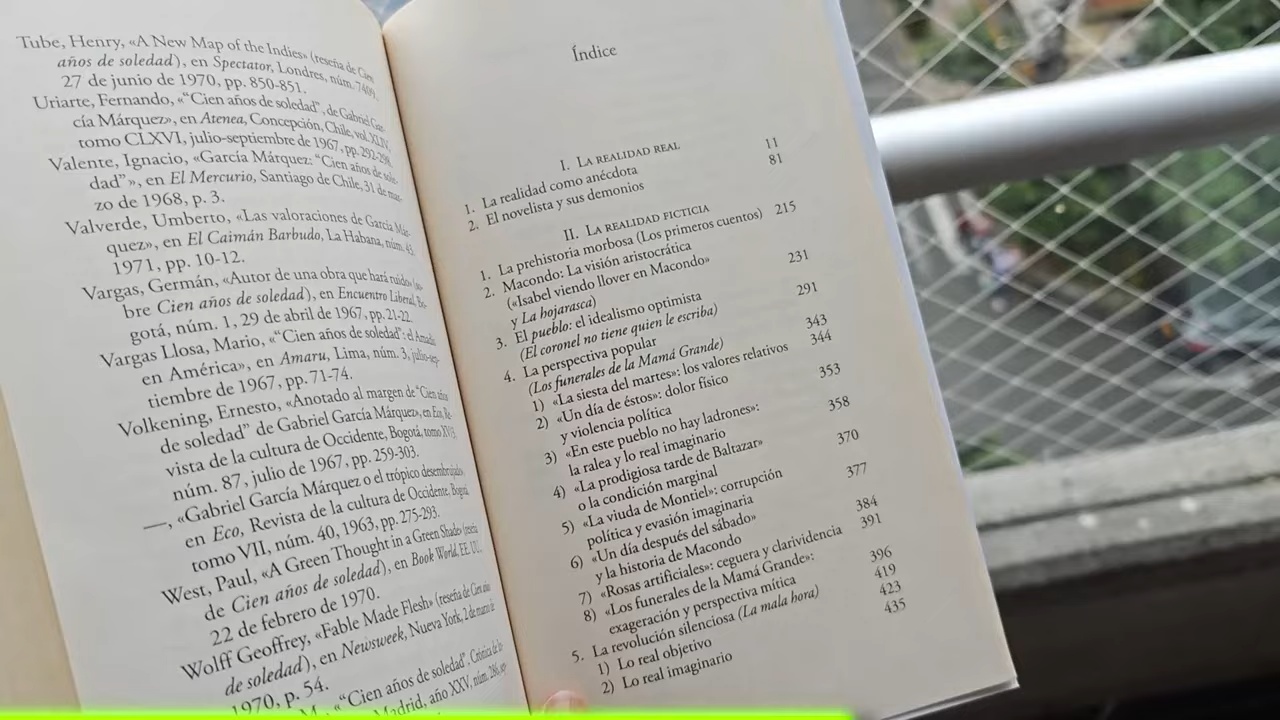 Tube, Henry, «A New Map of the Indies» (reseña de Cien
años de soledad), en Spectator, Londres, núm. 7409,
27 de junio de 1970, pp. 850-851.
Uriarte, Fernando, «“Cien años de soledad”, de Gabriel Gar-
cía Márquez», en Atenea, Concepción, Chile, vol. XLIV,
tomo CLXVI, julio-septiembre de 1967, pp.
Valente, Ignacio, «García Márquez: “Cien años de sole-
dad”», en El Mercurio, Santiago de Chile, 31 de mar-
zo de 1968, p. 3.
Valverde, Umberto, «Las valoraciones de García Már-
quez», en El Caimán Barbudo, La Habana, núm.
1971, pp. 10-12.
Vargas, Germán, «Autor de una obra que hará ruido» (so-
bre Cien años de soledad), en Encuentro Liberal, Bo-
gotá, núm. 1, 29 de abril de 1967, pp. 21-22.
Vargas Llosa, Mario, «“Cien años de soledad”: el Amadís
en América», en Amaru, Lima, núm. 3, julio-sep-
tiembre de 1967, pp. 71-74.
Volkening, Ernesto, «Anotado al margen de “Cien años
de soledad” de Gabriel García Márquez», en Eco, Re-
vista de la cultura de Occidente, Bogotá, tomo
núm. 87, julio de 1967, pp. 259-303.
—, «Gabriel García Márquez o el trópico desembrujado»,
en Eco, Revista de la cultura de Occidente, Bogotá,
tomo VII, núm. 40, 1963, pp. 275-293.
West, Paul, «A Green Thought in a Green Shade» (reseña
de Cien años de soledad), en Book World, EE. UU.,
22 de febrero de 1970.
Wolff Geoffrey, «Fable Made Flesh» (reseña de Cien años
de soledad), en Newsweek, Nueva York, 2 de marzo de
1970, p. 54.
“Cien años de soledad”, Crónica de
Madrid, año XXV, núm. 286,
Índice
I. La realidad real
1. La realidad como anécdota 11
2. El novelista y sus demonios 81
II. La realidad ficticia
1. La prehistoria morbosa (Los primeros cuentos) 215
2. Macondo: La visión aristocrática
(«Isabel viendo llover en Macondo»
y La hojarasca) 231
3. El pueblo: el idealismo optimista
(El coronel no tiene quien le escriba) 291
4. La perspectiva popular
(Los funerales de la Mamá Grande) 343
1) «La siesta del martes»: los valores relativos 344
2) «Un día de éstos»: dolor físico
y violencia política 353
3) «En este pueblo no hay ladrones»:
la ralea y lo real imaginario 358
4) «La prodigiosa tarde de Baltazar»
o la condición marginal 370
5) «La viuda de Montiel»: corrupción
política y evasión imaginaria 377
6) «Un día después del sábado»
y la historia de Macondo 384
7) «Rosas artificiales»: ceguera y clarividencia 391
8) «Los funerales de la Mamá Grande»:
exageración y perspectiva mítica 396
5. La revolución silenciosa (La mala hora) 419
1) Lo real objetivo 423
2) Lo real imaginario 435